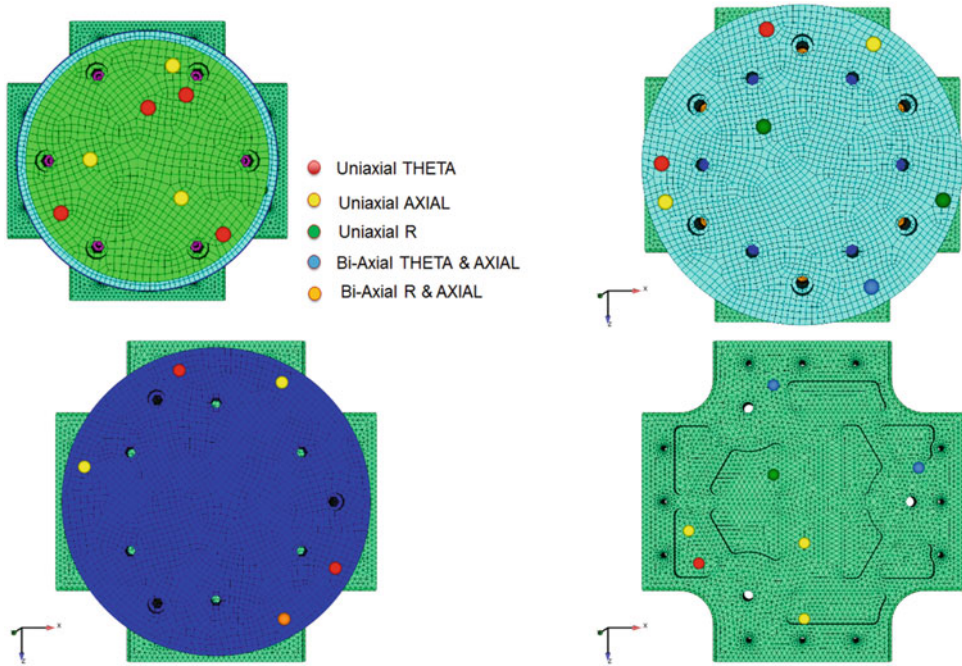 Uniaxial THETA
Uniaxial AXIAL
Uniaxial R
Bi-Axial THETA & AXIAL
Bi-Axial R & AXIAL
X
Z
X
Z
X
Z